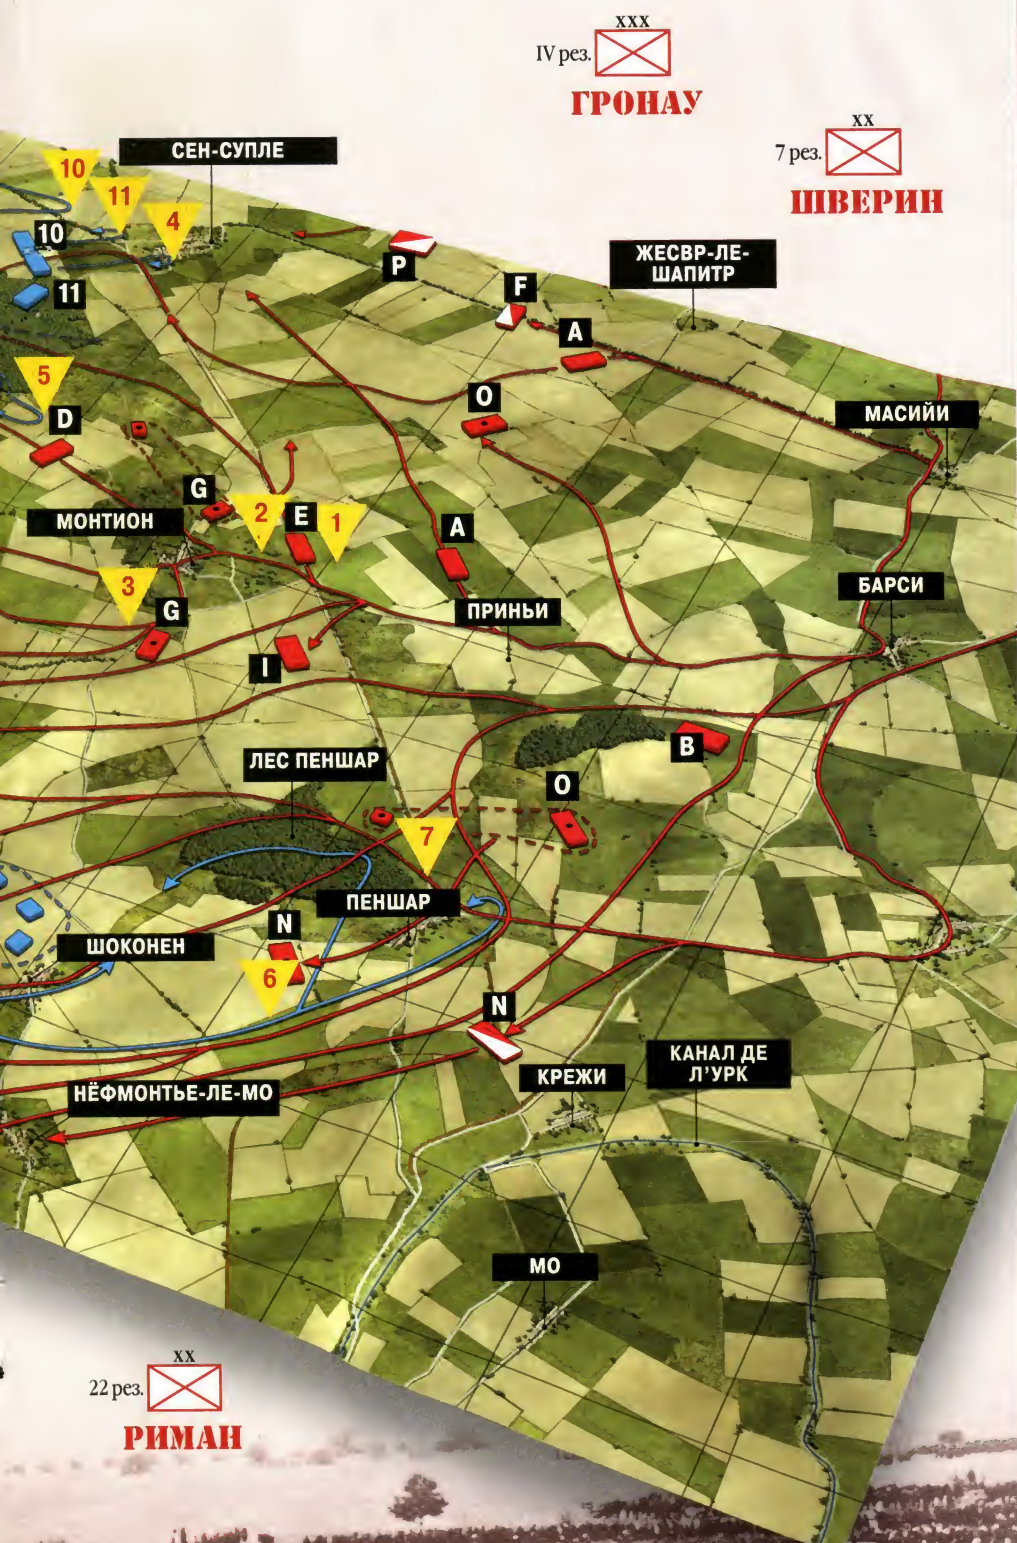 XXX
IV рез.
ГРОНАУ
XX
7 рез.
ШВЕРИН
СЕН-СУПЛЕ
10
11
4
10
11
P
ЖЕСВР-ЛЕ-
ШАПИТР
F
A
5
D
O
МАСИЙИ
G
2
E
1
МОНТИОН
A
3
G
ПРИНЬИ
БАРСИ
I
B
ЛЕС ПЕНШАР
O
7
ПЕНШАР
N
ШОКОНЕН
6
N
КАНАЛ ДЕ
Л’УРК
КРЕЖИ
НЁФМОНТЬЕ-ЛЕ-МО
МО
XX
22 рез.
РИМАН